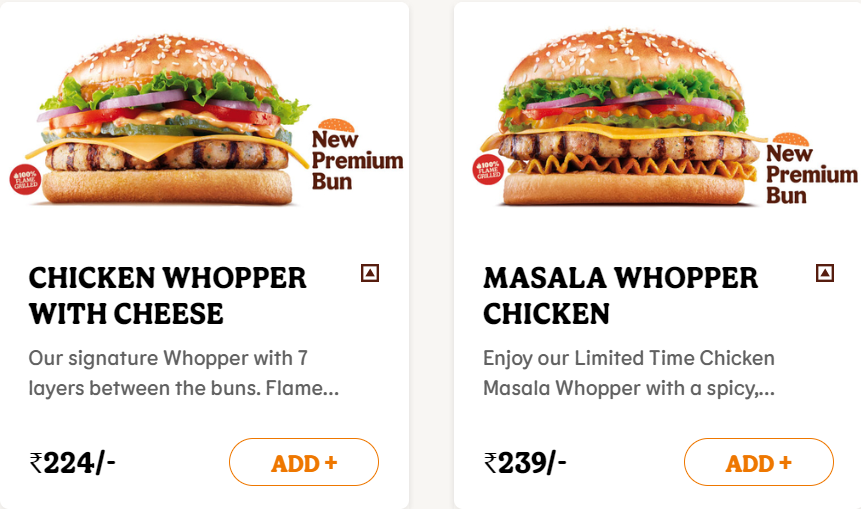 100%
FLAME
GRILLED
New
Premium
Bun
CHICKEN WHOPPER
WITH CHEESE
Our signature Whopper with 7
layers between the buns. Flame...
₹224/-
ADD +
100%
FLAME
GRILLED
New
Premium
Bun
MASALA WHOPPER
CHICKEN
Enjoy our Limited Time Chicken
Masala Whopper with a spicy,...
₹239/-
ADD +